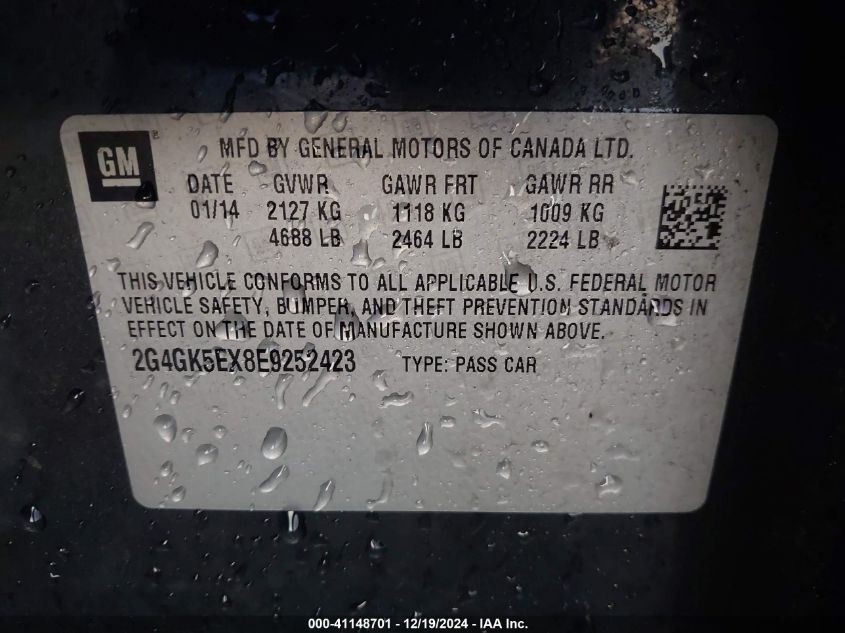 GM
MFD BY GENERAL MOTORS OF CANADA LTD.
DATE GVWR GAWR FRT GAWR RR
01/14 2127 KG 1118 KG 1009 KG
4688 LB 2464 LB 2224 LB
THIS VEHICLE CONFORMS TO ALL APPLICABLE U.S. FEDERAL MOTOR
VEHICLE SAFETY, BUMPER, AND THEFT PREVENTION STANDARDS IN
EFFECT ON THE DATE OF MANUFACTURE SHOWN ABOVE.
2G4GK5EX8E9252423 TYPE: PASS CAR
000-41148701 - 12/19/2024 - IAA Inc.